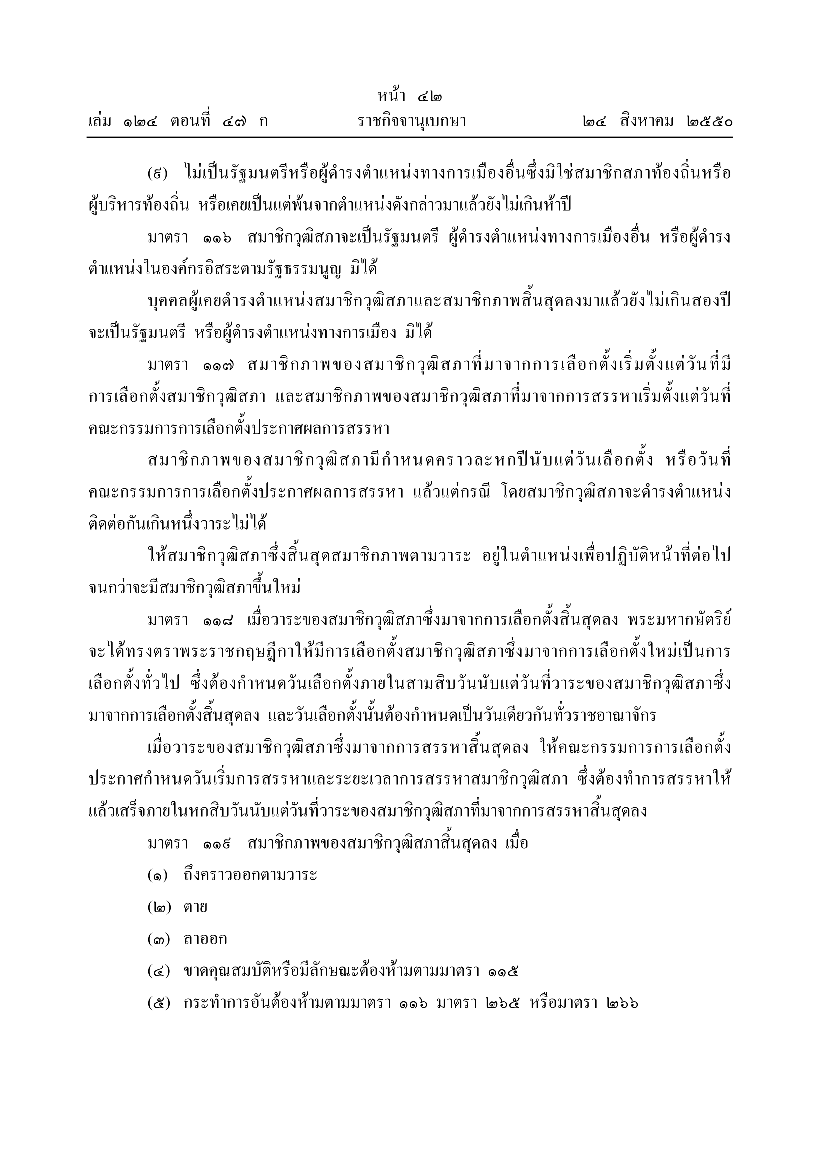 หน้า ๔๒
เล่ม ๑๒๔ ตอนที่ ๔๗ ก ราชกิจจานุเบกษา ๒๔ สิงหาคม ๒๕๕๐
(๙) ไม่เป็นรัฐมนตรีหรือผู้ดำรงตำแหน่งทางการเมืองอื่นซึ่งมิใช่สมาชิกสภาท้องถิ่นหรือ
ผู้บริหารท้องถิ่น หรือเคยเป็นแต่พ้นจากตำแหน่งดังกล่าวมาแล้วยังไม่เกินห้าปี
มาตรา ๑๑๖ สมาชิกวุฒิสภาจะเป็นรัฐมนตรี ผู้ดำรงตำแหน่งทางการเมืองอื่น หรือผู้ดำรง
ตำแหน่งในองค์กรอิสระตามรัฐธรรมนูญ มิได้
บุคคลผู้เคยดำรงตำแหน่งสมาชิกวุฒิสภาและสมาชิกภาพสิ้นสุดลงมาแล้วยังไม่เกินสองปี
จะเป็นรัฐมนตรี หรือผู้ดำรงตำแหน่งทางการเมือง มิได้
มาตรา ๑๑๗ สมาชิกภาพของสมาชิกวุฒิสภาที่มาจากการเลือกตั้งเริ่มตั้งแต่วันที่มี
การเลือกตั้งสมาชิกวุฒิสภา และสมาชิกภาพของสมาชิกวุฒิสภาที่มาจากการสรรหาเริ่มตั้งแต่วันที่
คณะกรรมการการเลือกตั้งประกาศผลการสรรหา
สมาชิกภาพของสมาชิกวุฒิสภามีกำหนดคราวละหกปีนับแต่วันเลือกตั้ง หรือวันที่
คณะกรรมการการเลือกตั้งประกาศผลการสรรหา แล้วแต่กรณี โดยสมาชิกวุฒิสภาจะดำรงตำแหน่ง
ติดต่อกันเกินหนึ่งวาระไม่ได้
ให้สมาชิกวุฒิสภาซึ่งสิ้นสุดสมาชิกภาพตามวาระ อยู่ในตำแหน่งเพื่อปฏิบัติหน้าที่ต่อไป
จนกว่าจะมีสมาชิกวุฒิสภาขึ้นใหม่
มาตรา ๑๑๘ เมื่อวาระของสมาชิกวุฒิสภาซึ่งมาจากการเลือกตั้งสิ้นสุดลง พระมหากษัตริย์
จะได้ทรงตราพระราชกฤษฎีกาให้มีการเลือกตั้งสมาชิกวุฒิสภาซึ่งมาจากการเลือกตั้งใหม่เป็นการ
เลือกตั้งทั่วไป ซึ่งต้องกำหนดวันเลือกตั้งภายในสามสิบวันนับแต่วันที่วาระของสมาชิกวุฒิสภาซึ่ง
มาจากการเลือกตั้งสิ้นสุดลง และวันเลือกตั้งนั้นต้องกำหนดเป็นวันเดียวกันทั่วราชอาณาจักร
เมื่อวาระของสมาชิกวุฒิสภาซึ่งมาจากการสรรหาสิ้นสุดลง ให้คณะกรรมการการเลือกตั้ง
ประกาศกำหนดวันเริ่มการสรรหาและระยะเวลาการสรรหาสมาชิกวุฒิสภา ซึ่งต้องทำการสรรหาให้
แล้วเสร็จภายในหกสิบวันนับแต่วันที่วาระของสมาชิกวุฒิสภาที่มาจากการสรรหาสิ้นสุดลง
มาตรา ๑๑๙ สมาชิกภาพของสมาชิกวุฒิสภาสิ้นสุดลง เมื่อ
(๑) ถึงคราวออกตามวาระ
(๒) ตาย
(๓) ลาออก
(๔) ขาดคุณสมบัติหรือมีลักษณะต้องห้ามตามมาตรา ๑๑๕
(๕) กระทำการอันต้องห้ามตามมาตรา ๑๑๖ มาตรา ๒๖๕ หรือมาตรา ๒๖๖